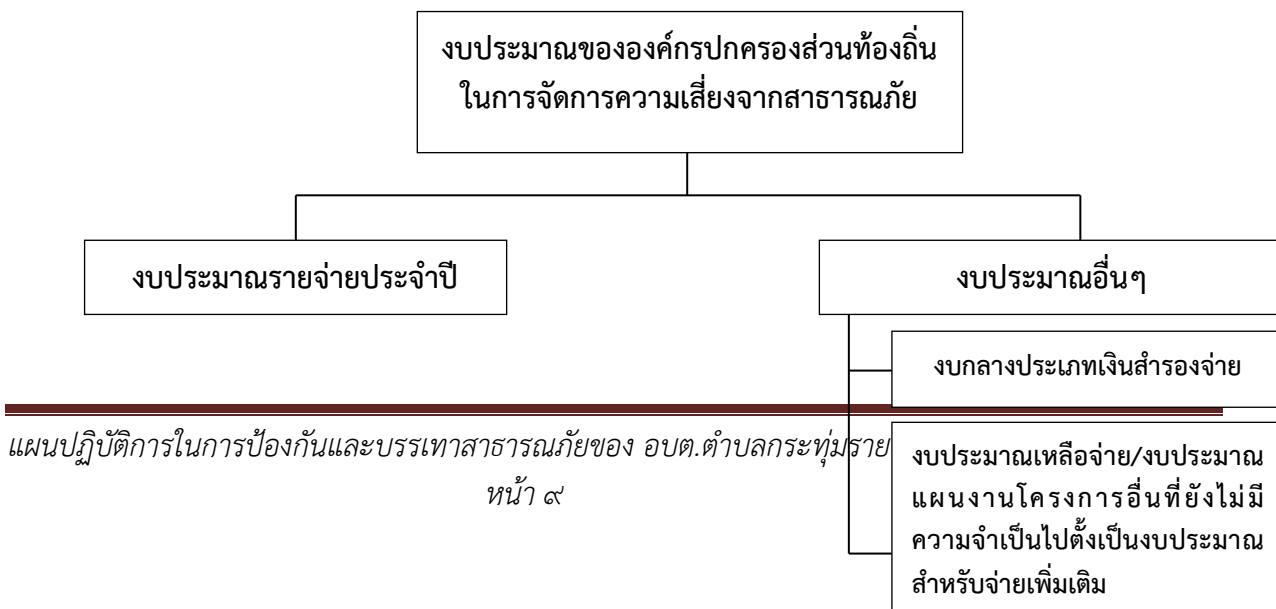 งบประมาณขององค์กรปกครองส่วนท้องถิ่น
ในการจัดการความเสี่ยงจากสาธารณภัย
งบประมาณรายจ่ายประจำปี
งบประมาณอื่นๆ
งบกลางประเภทเงินสำรองจ่าย
แผนปฏิบัติการในการป้องกันและบรรเทาสาธารณภัยของ อบต.ตำบลกระทุ่มราย
หน้า ๙
งบประมาณเหลือจ่าย/งบประมาณ
แผนงานโครงการอื่นที่ยังไม่มี
ความจำเป็นไปตั้งเป็นงบประมาณ
สำหรับจ่ายเพิ่มเติม